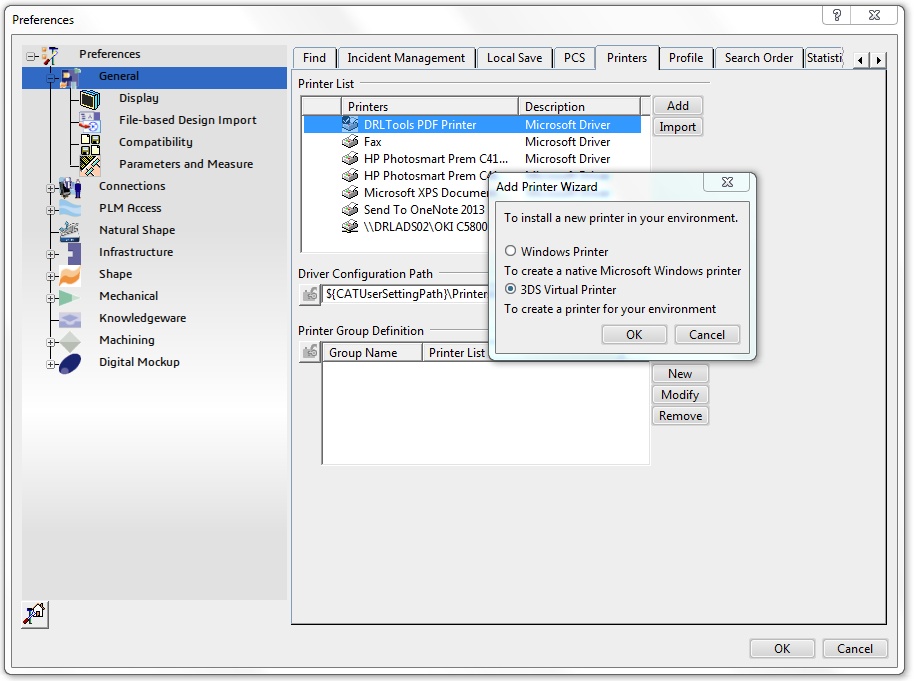 Preferences
?
Preferences
General
Display
File-based Design Import
Compatibility
Parameters and Measure
Connections
PLM Access
Natural Shape
Infrastructure
Shape
Mechanical
Knowledgeware
Machining
Digital Mockup
Find Incident Management Local Save PCS Printers Profile Search Order Statisti
Printer List
Printers Description
DRLTools PDF Printer Microsoft Driver
Fax Microsoft Driver
HP Photosmart Prem C41... Microsoft Driver
HP Photosmart Prem C4
Microsoft XPS Documen
Send To OneNote 2013
\\DRLADS02\OKI C5800
Add
Import
Driver Configuration Path
${CATUserSettingPath}\Printer
Printer Group Definition
Group Name Printer List
New
Modify
Remove
Add Printer Wizard
To install a new printer in your environment.
Windows Printer
To create a native Microsoft Windows printer
3DS Virtual Printer
To create a printer for your environment
OK Cancel
OK Cancel